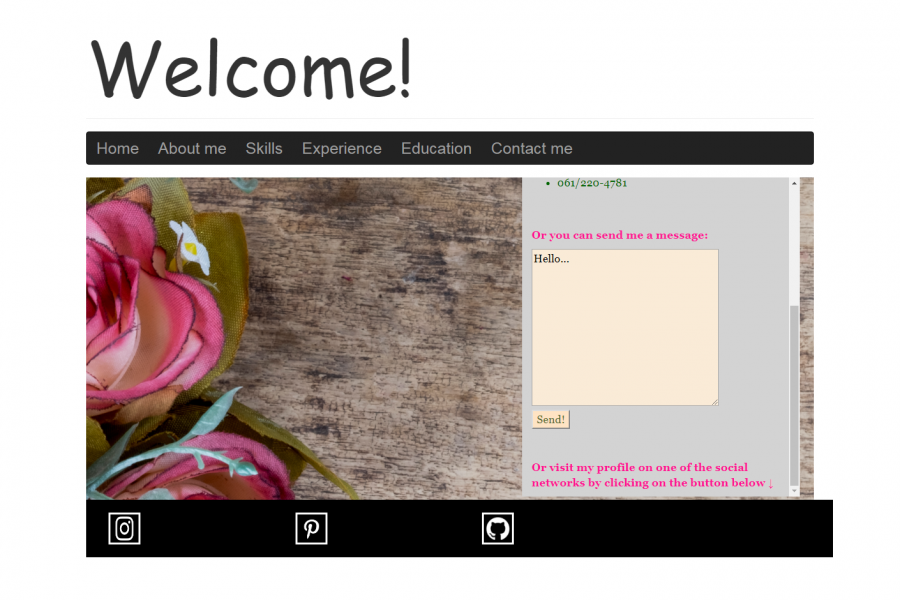 Welcome!
Home About me Skills Experience Education Contact me
061/220-4781
Or you can send me a message:
Hello...
Send!
Or visit my profile on one of the social
networks by clicking on the button below ↓